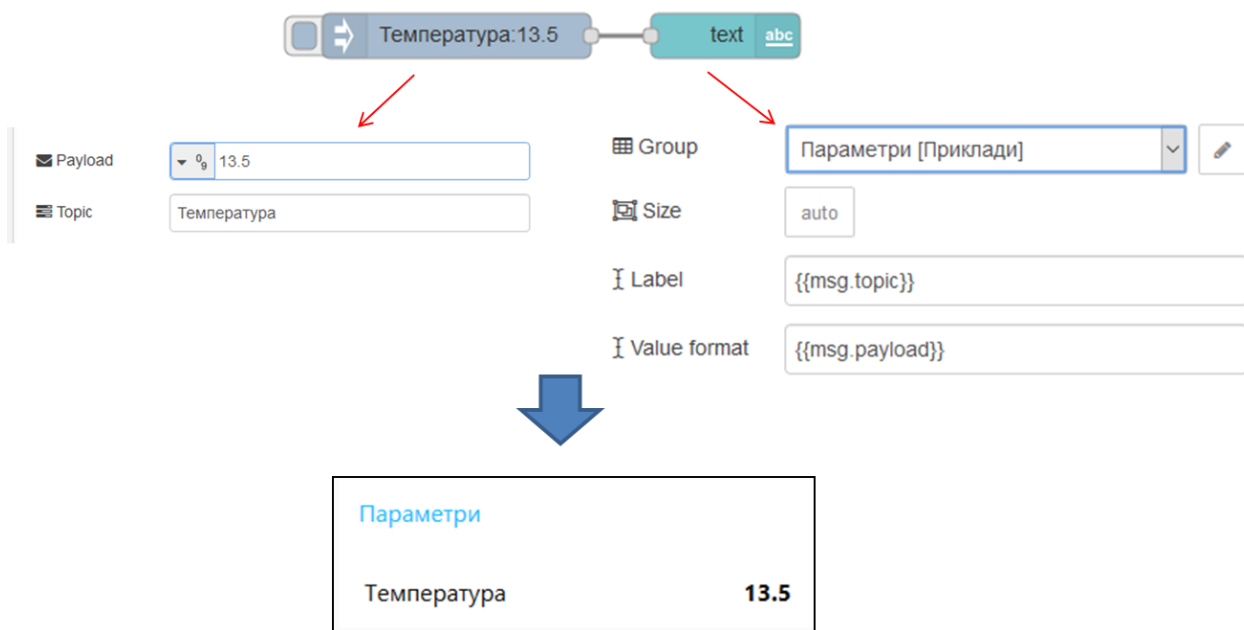 Температура:13.5
text abc
Payload
09 13.5
Topic
Температура
Group
Параметри [Приклади]
Size
auto
Label
{{msg.topic}}
Value format
{{msg.payload}}
Параметри
Температура 13.5